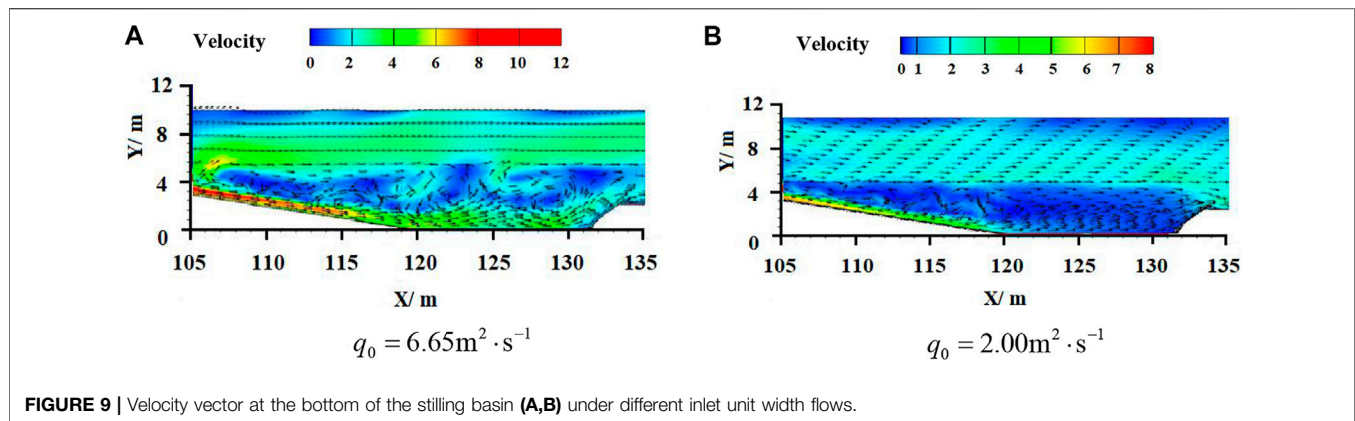 A
Velocity
0 2 4 6 8 10 12
12
8
4
0
Y/ m
105 110 115 120 125 130 135
X/ m
q₀ = 6.65m² · s⁻¹
B
Velocity
0 1 2 3 4 5 6 7 8
12
8
4
0
Y/ m
105 110 115 120 125 130 135
X/ m
q₀ = 2.00m² · s⁻¹
FIGURE 9 | Velocity vector at the bottom of the stilling basin (A,B) under different inlet unit width flows.